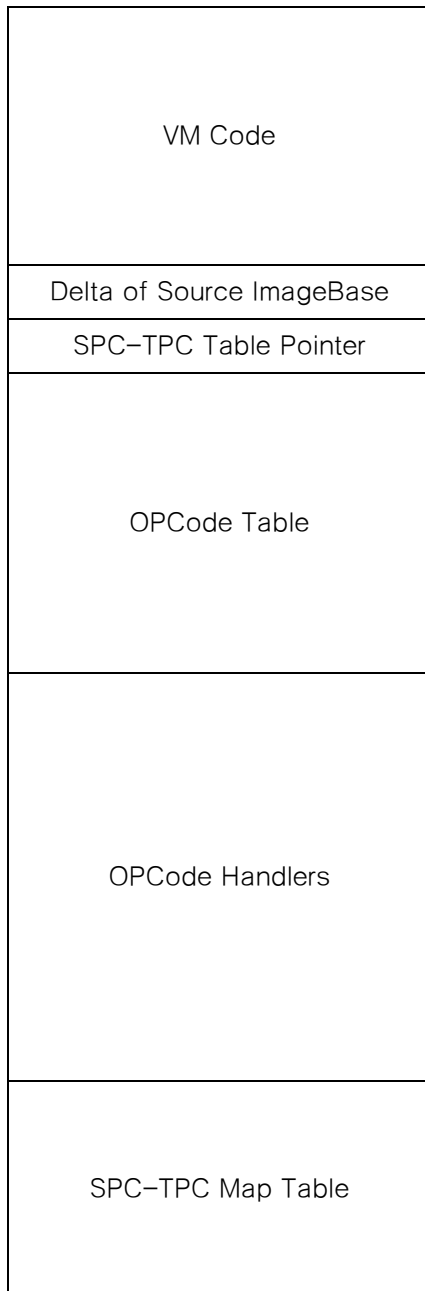 VM Code
Delta of Source ImageBase
SPC-TPC Table Pointer
OPCode Table
OPCode Handlers
SPC-TPC Map Table